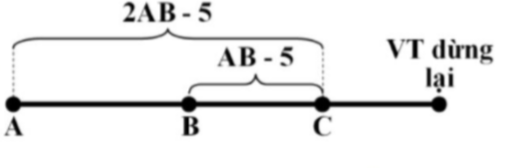 2AB - 5
AB - 5
VT dừng
lại
A
B
C